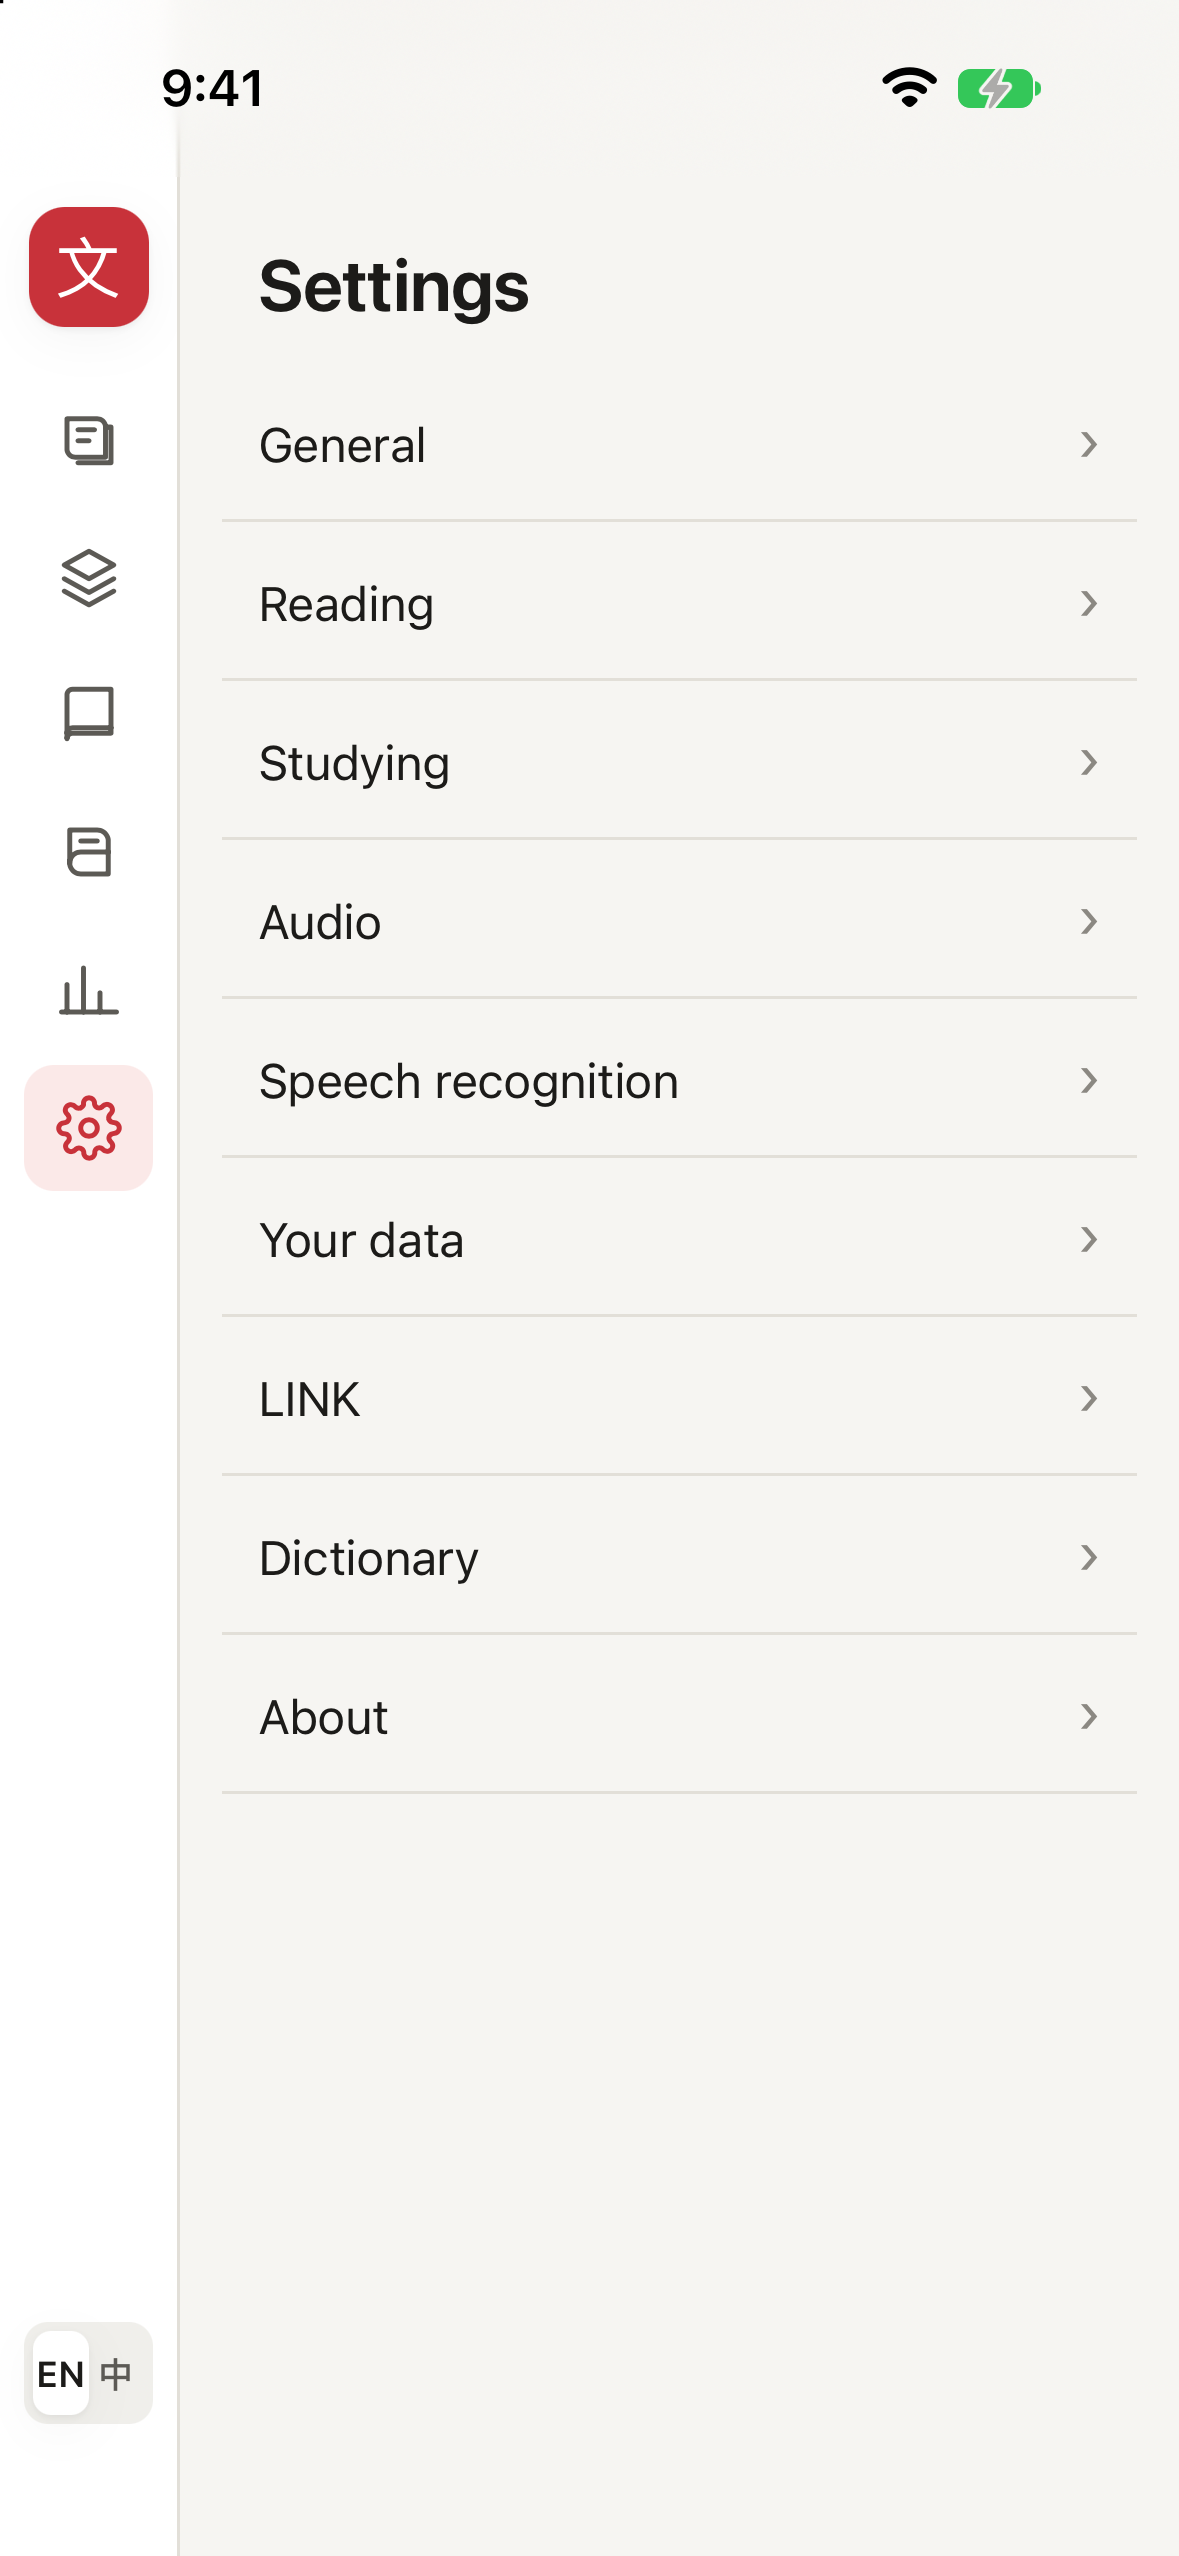 9:41
文
Settings
General
Reading
Studying
Audio
Speech recognition
Your data
LINK
Dictionary
About
EN 中